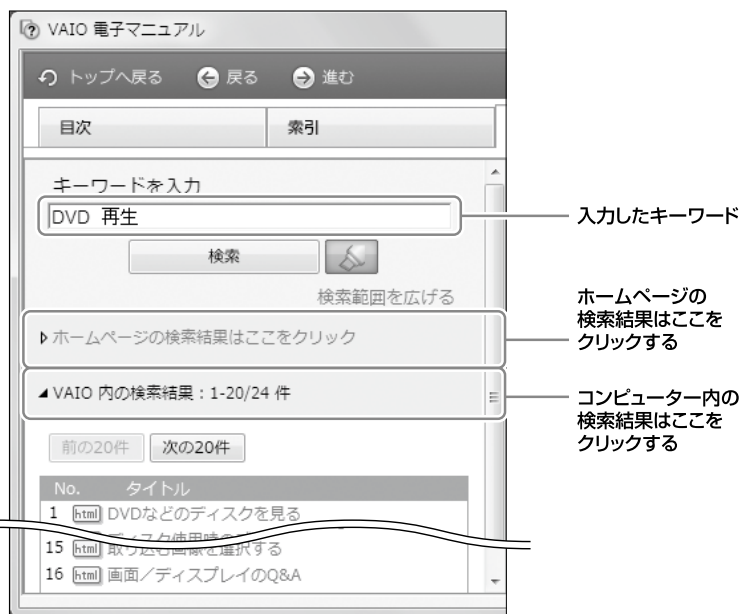 VAIO 電子マニュアル
トップへ戻る 戻る 進む
目次 索引
キーワードを入力
DVD 再生
入力したキーワード
検索
検索範囲を広げる
ホームページの検索結果はここをクリック
ホームページの
検索結果はここを
クリックする
VAIO 内の検索結果：1-20/24 件
コンピューター内の
検索結果はここを
クリックする
前の20件 次の20件
No. タイトル
1 html DVDなどのディスクを見る
15 html 取り込む画像を選択する
16 html 画面／ディスプレイのQ&A